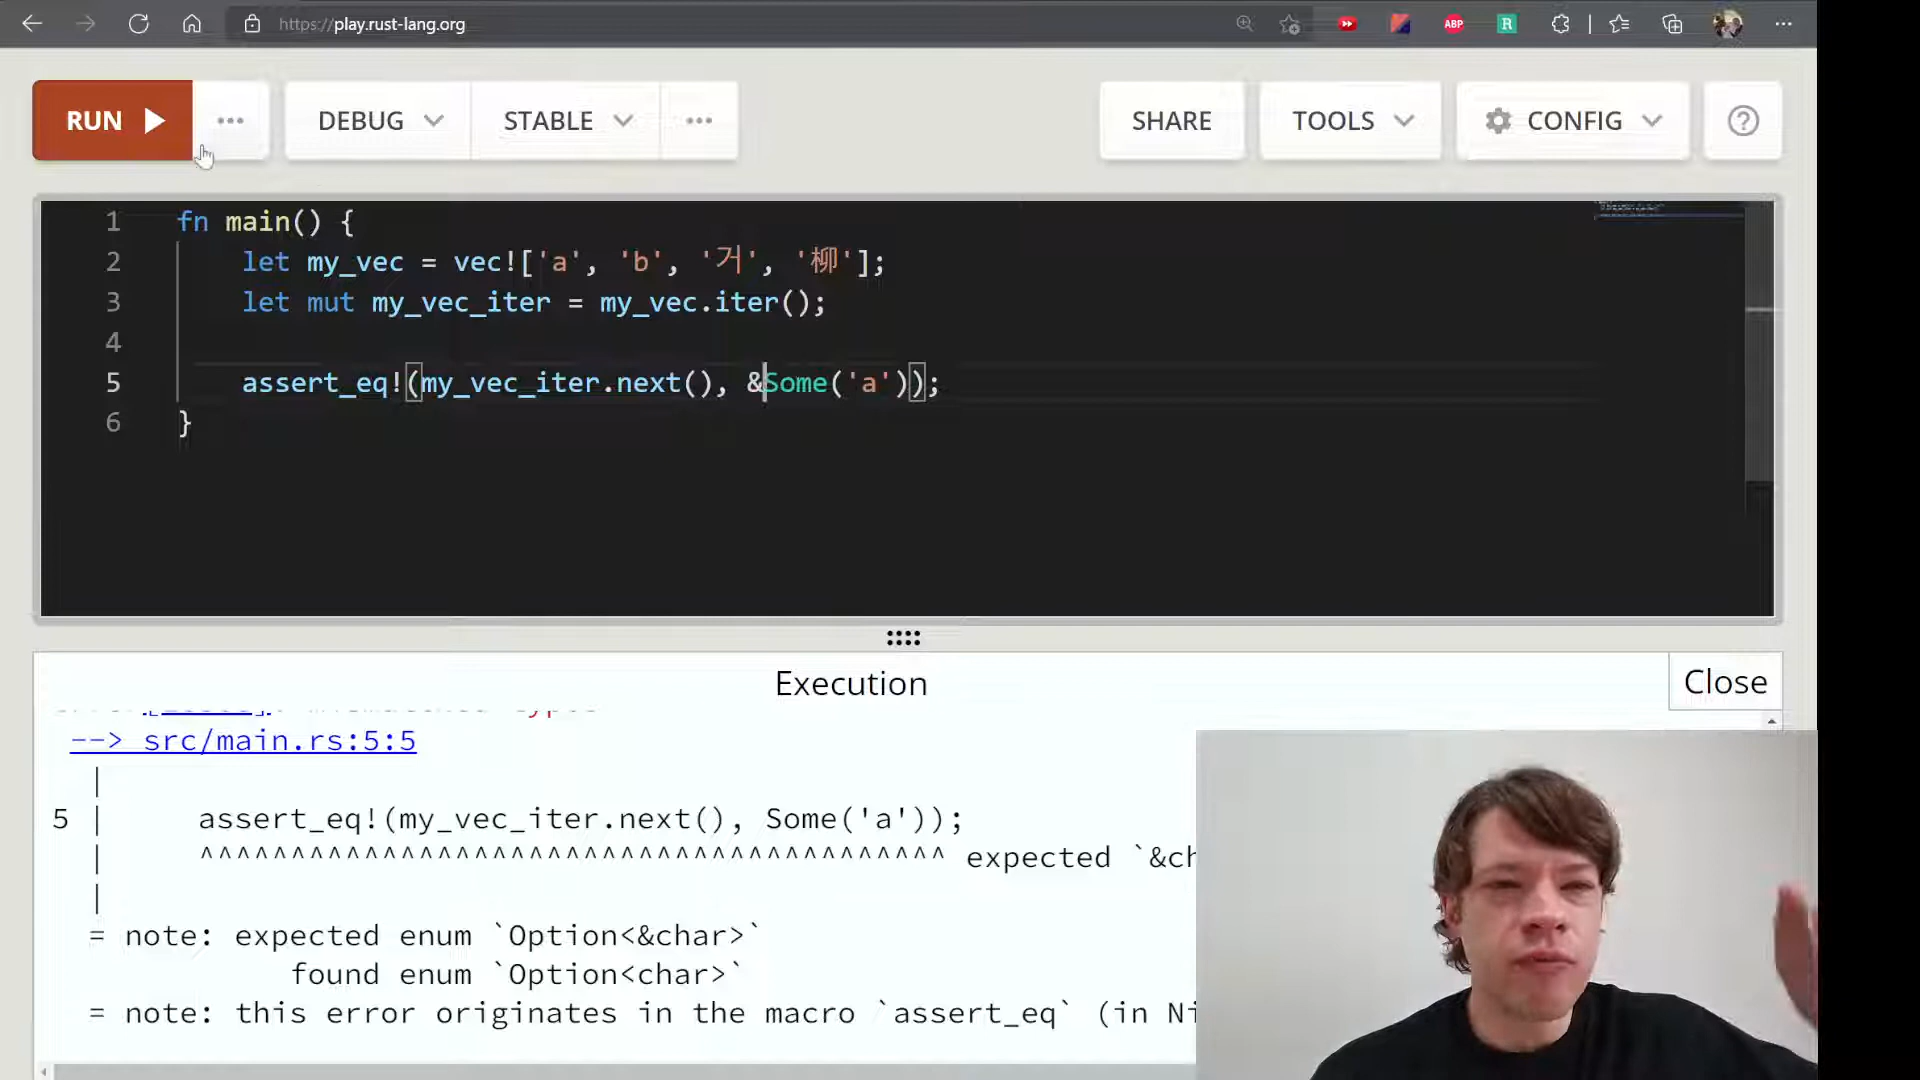 https://play.rust-lang.org
ABP
R
RUN
DEBUG
STABLE
SHARE
TOOLS
CONFIG
1 fn main() {
2 let my_vec = vec!['a', 'b', '거', '柳'];
3 let mut my_vec_iter = my_vec.iter();
4
5 assert_eq!(my_vec_iter.next(), &Some('a'));
6 }
Execution
Close
--> src/main.rs:5:5
|
5 | assert_eq!(my_vec_iter.next(), Some('a'));
| ^^^^^^^^^^^^^^^^^^^^^^^^^^^^^^^^^^^^^^^^^ expected `&ch
|
= note: expected enum `Option<&char>`
found enum `Option<char>`
= note: this error originates in the macro `assert_eq` (in Ni